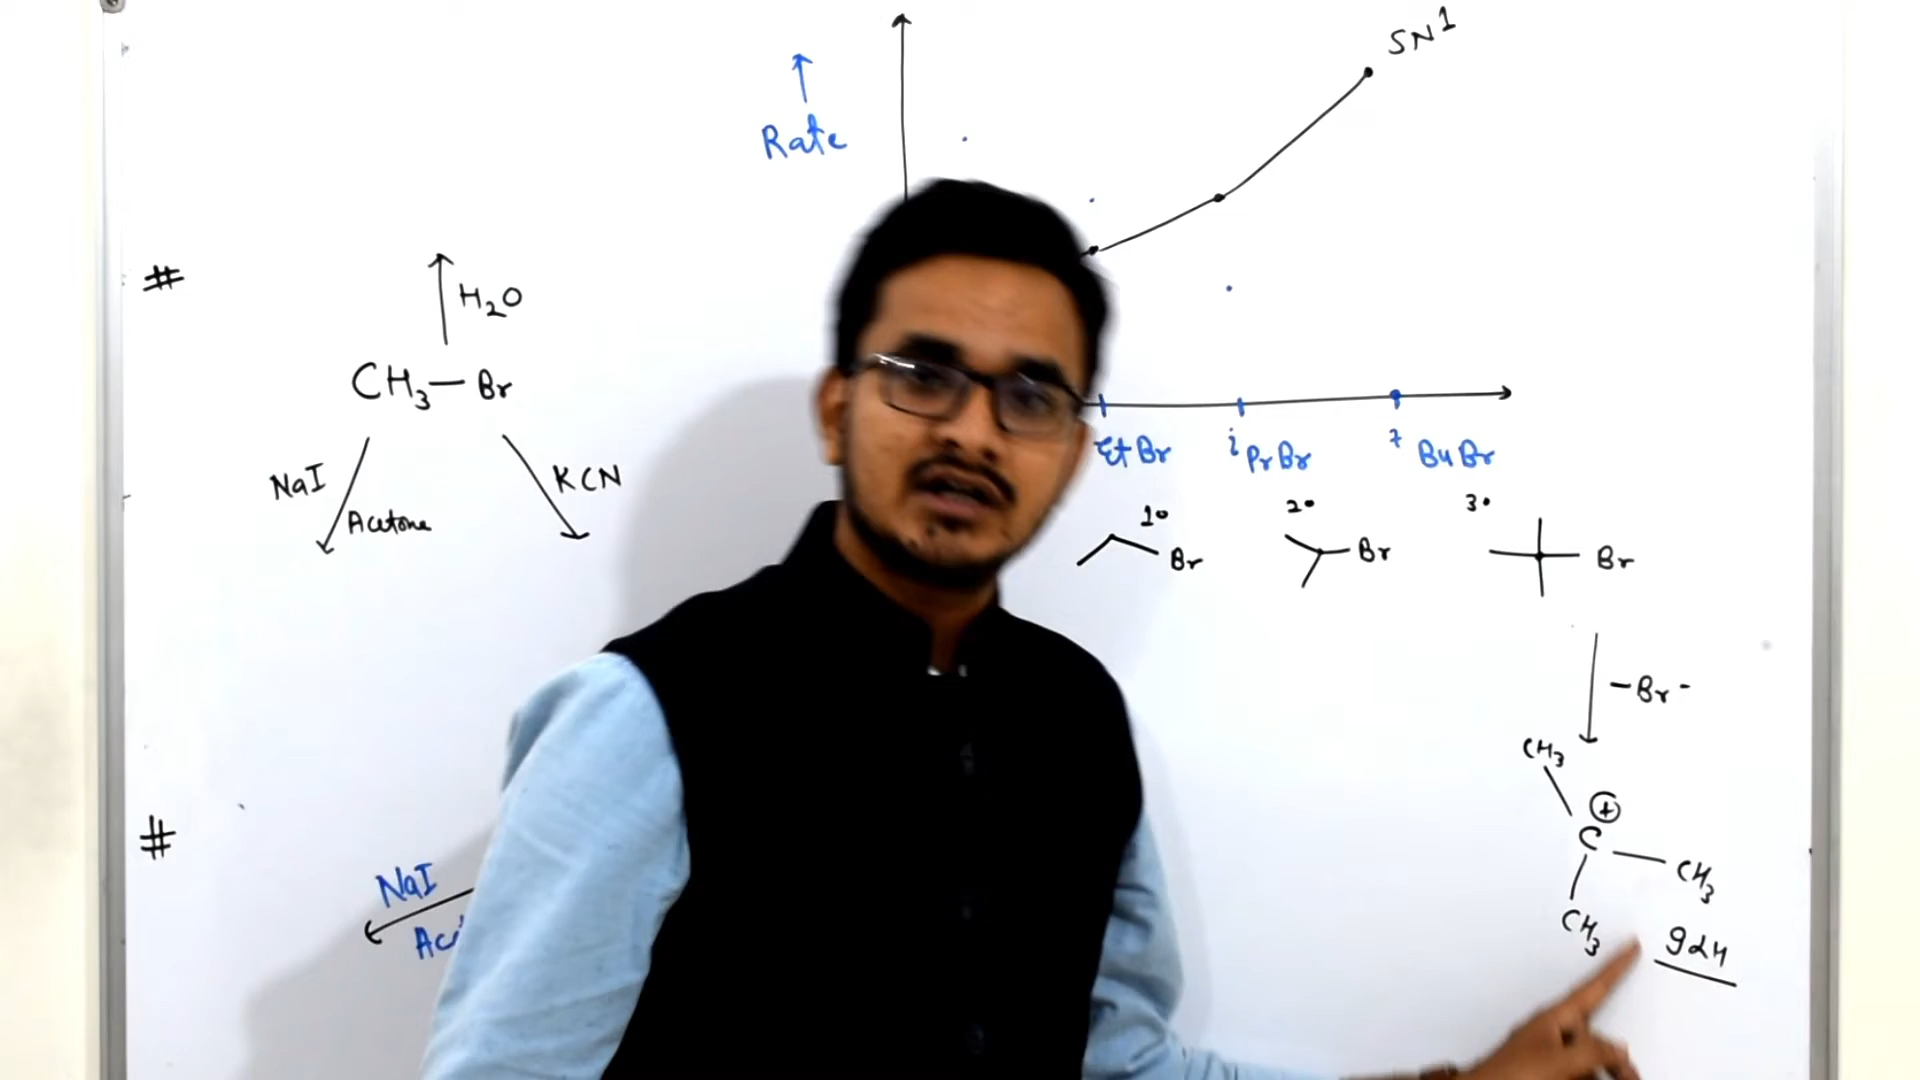 SN1
Rate
#
H2O
CH3—Br
NaI
Acetone
KCN
EtBr
iPrBr
tBuBr
1°
2°
3°
Br
Br
Br
-Br-
CH3
+
C
CH3
CH3
9αH
#
NaI